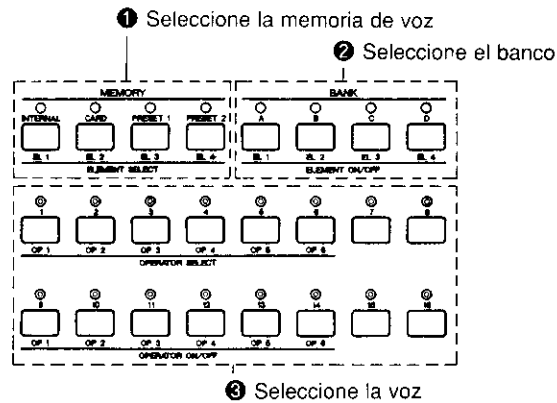 ❶ Seleccione la memoria de voz
❷ Seleccione el banco
MEMORY BANK
INTERNAL CARD PRESET 1 PRESET 2 A B C D
EL 1 EL 2 EL 3 EL 4 EL 1 EL 2 EL 3 EL 4
ELEMENT SELECT ELEMENT ON/OFF
1 2 3 4 5 6 7 8
OP 1 OP 2 OP 3 OP 4 OP 5 OP 6
OPERATOR SELECT
9 10 11 12 13 14 15 16
OP 1 OP 2 OP 3 OP 4 OP 5 OP 6
OPERATOR ON/OFF
❸ Seleccione la voz